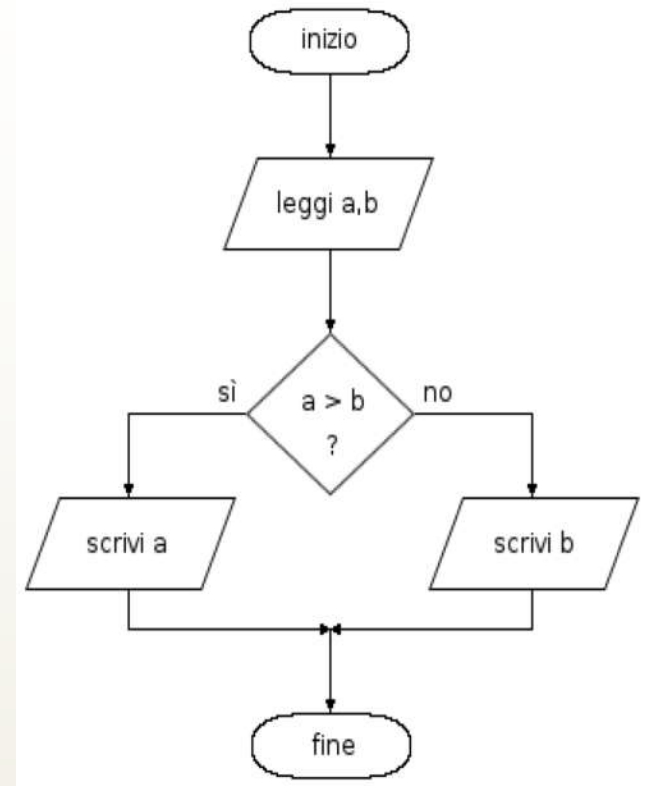 inizio
leggi a,b
a > b
?
sì
no
scrivi a
scrivi b
fine